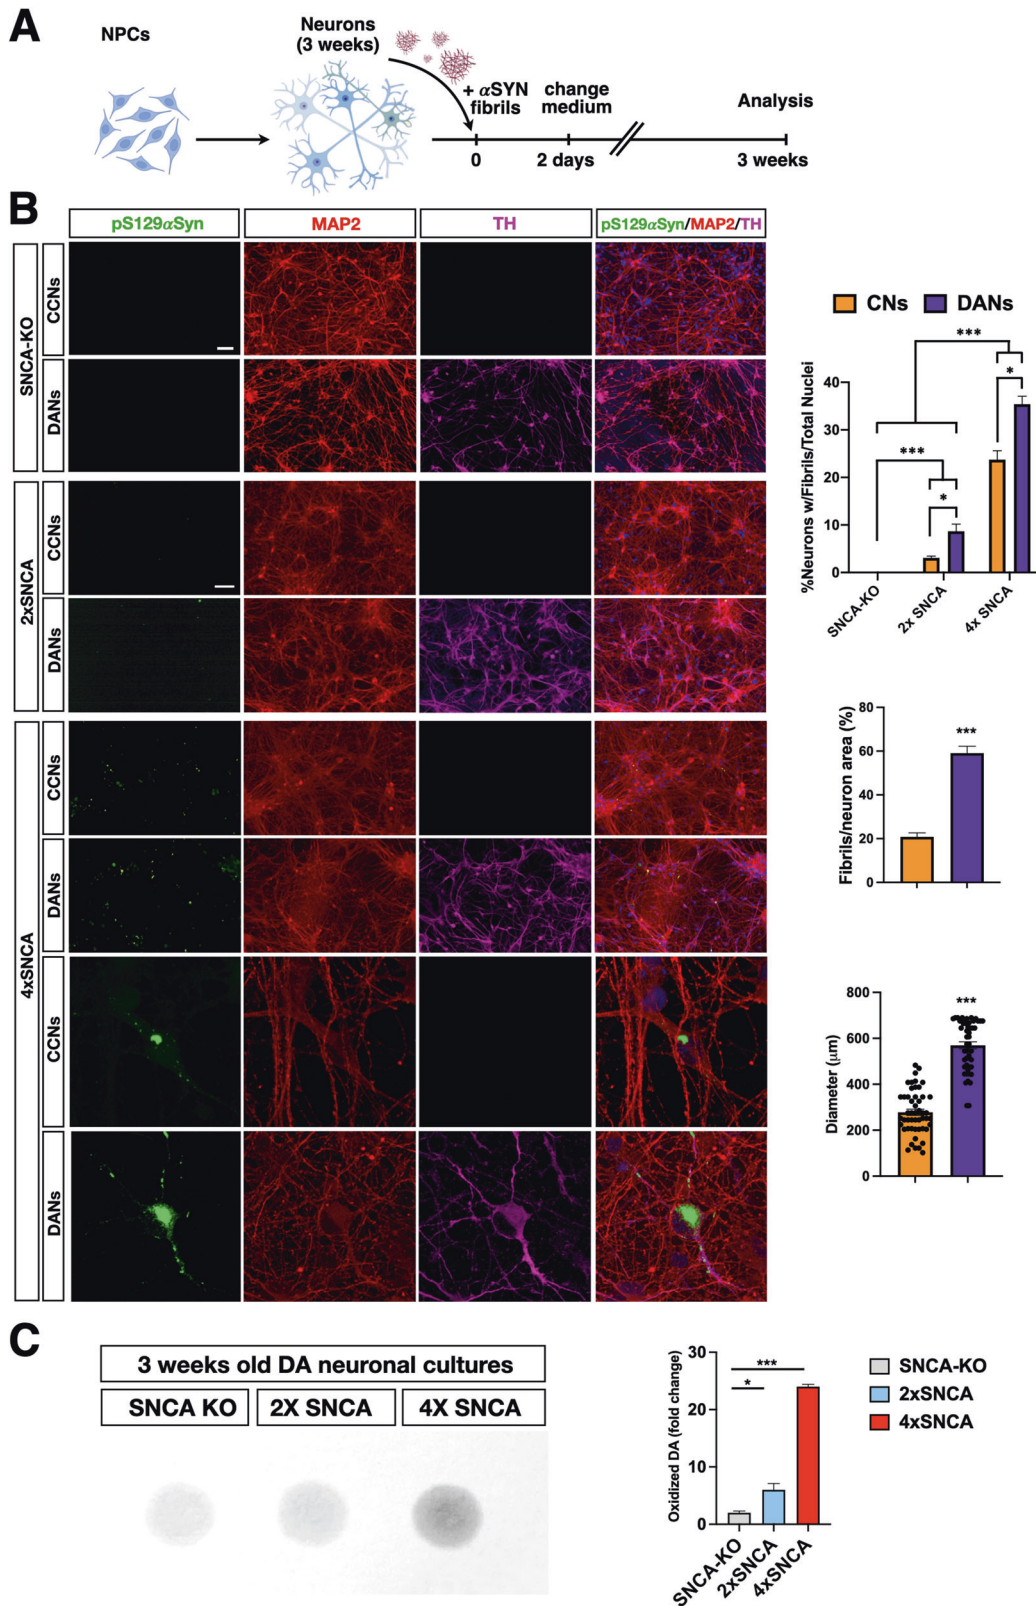 A
NPCs
Neurons
(3 weeks)
+ αSYN
fibrils
change
medium
Analysis
0
2 days
3 weeks
B
pS129αSyn
MAP2
TH
pS129αSyn/MAP2/TH
SNCA-KO
CCNs
DANs
2xSNCA
CCNs
DANs
4xSNCA
CCNs
DANs
CCNs
DANs
CNs
DANs
%Neurons w/Fibrils/Total Nuclei
40
30
20
10
0
***
***
*
*
SNCA-KO
2x SNCA
4x SNCA
Fibrils/neuron area (%)
80
60
40
20
0
***
Diameter (μm)
800
600
400
200
0
***
C
3 weeks old DA neuronal cultures
SNCA KO
2X SNCA
4X SNCA
Oxidized DA (fold change)
30
20
10
0
***
*
SNCA-KO
2xSNCA
4xSNCA
SNCA-KO
2xSNCA
4xSNCA